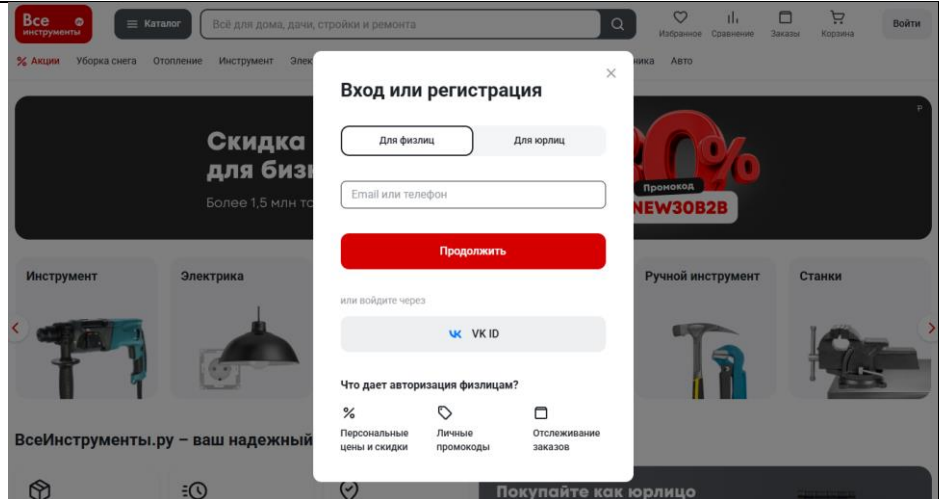 Все
инструменты
Каталог
Всё для дома, дачи, стройки и ремонта
Избранное Сравнение Заказы Корзина
Войти
% Акции Уборка снега Отопление Инструмент Авто
Вход или регистрация
Для физлиц Для юрлиц
Email или телефон
Продолжить
или войдите через
VK ID
Что дает авторизация физлицам?
Персональные
цены и скидки
Личные
промокоды
Отслеживание
заказов
Скидка
для
Более 1,5 млн
Промокод
NEW30B2B
Инструмент
Электрика
Ручной инструмент
Станки
ВсеИнструменты.ру – ваш надежный
Покупайте как юрлицо